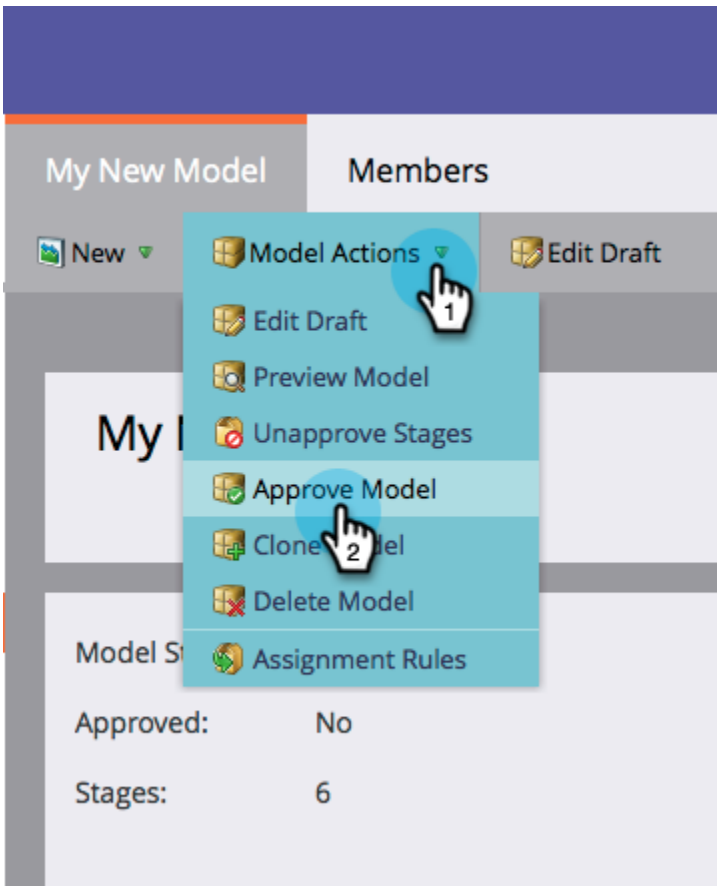 My New Model Members
New Model Actions Edit Draft
1
Edit Draft
Preview Model
My
Unapprove Stages
Approve Model
2
Delete Model
Model
Assignment Rules
Approved: No
Stages: 6